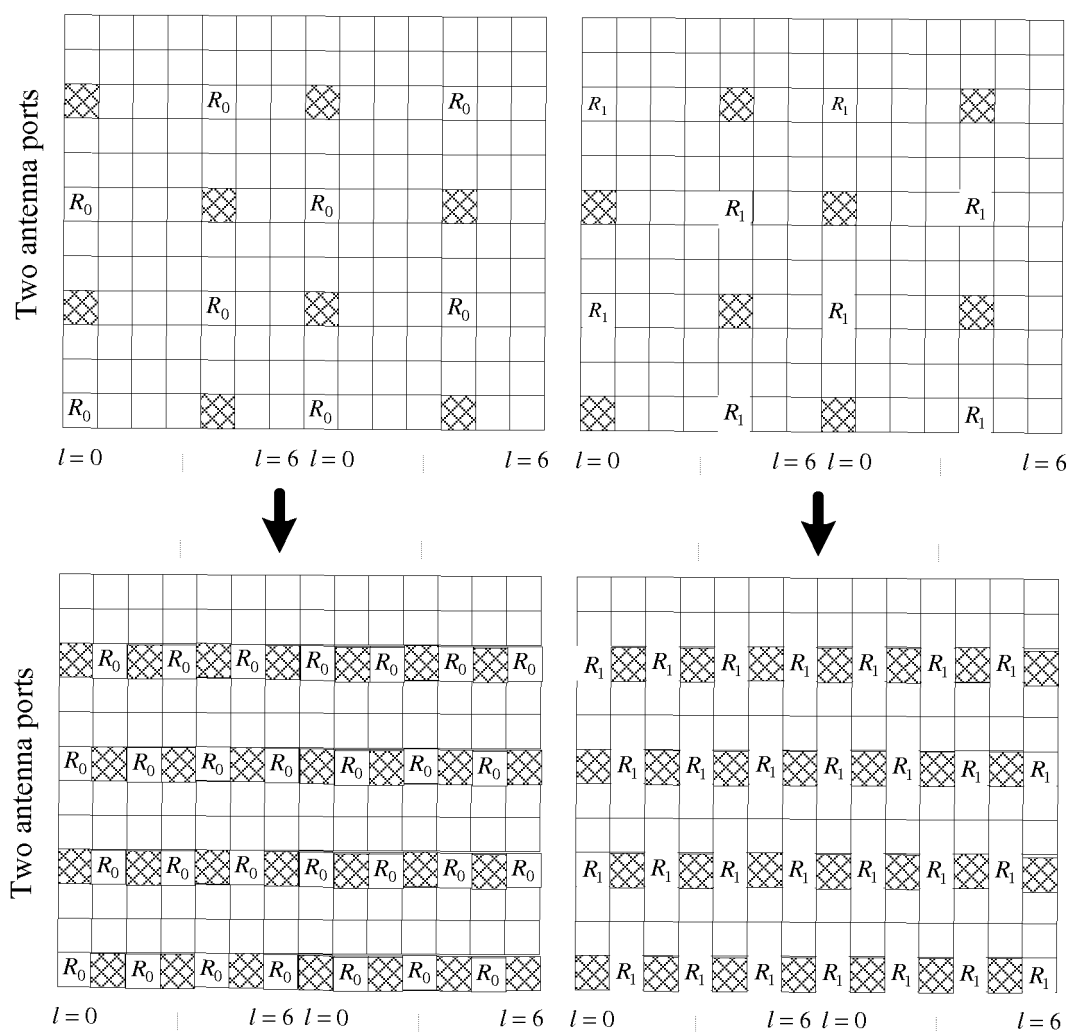 Two antenna ports
R₀ R₀
R₀ R₀
R₀ R₀
R₀ R₀
l = 0 l = 6 l = 0 l = 6
R₁ R₁
R₁ R₁
R₁ R₁
R₁ R₁
l = 0 l = 6 l = 0 l = 6
Two antenna ports
R₀ R₀ R₀ R₀ R₀ R₀ R₀
R₀ R₀ R₀ R₀ R₀ R₀ R₀
R₀ R₀ R₀ R₀ R₀ R₀ R₀
R₀ R₀ R₀ R₀ R₀ R₀ R₀
l = 0 l = 6 l = 0 l = 6
R₁ R₁ R₁ R₁ R₁ R₁ R₁
R₁ R₁ R₁ R₁ R₁ R₁ R₁
R₁ R₁ R₁ R₁ R₁ R₁ R₁
R₁ R₁ R₁ R₁ R₁ R₁ R₁
l = 0 l = 6 l = 0 l = 6